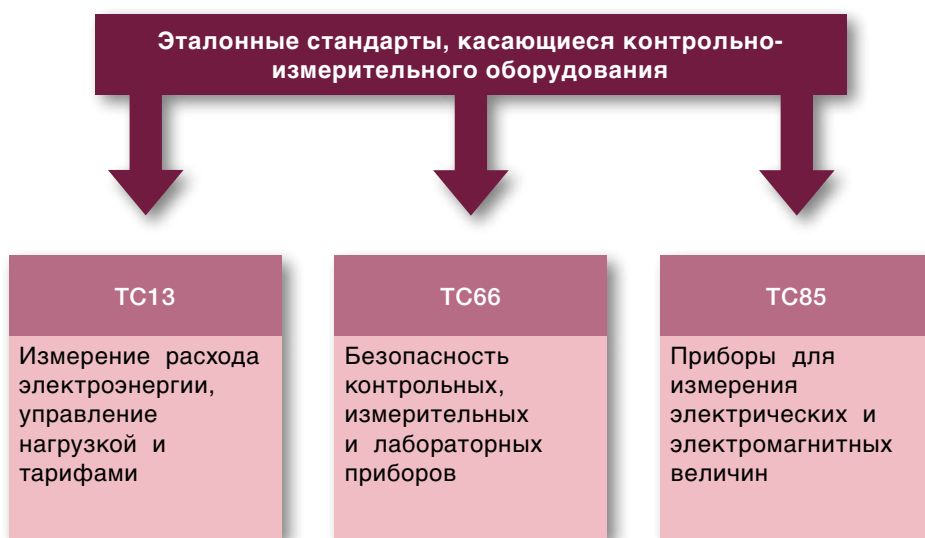 Эталонные стандарты, касающиеся контрольно-
измерительного оборудования
TC13
Измерение расхода
электроэнергии,
управление
нагрузкой и
тарифами
TC66
Безопасность
контрольных,
измерительных
и лабораторных
приборов
TC85
Приборы для
измерения
электрических и
электромагнитных
величин